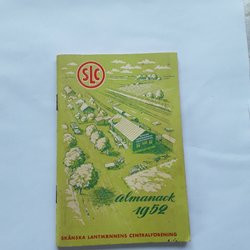 SLC
almanack
1952
SKÅNSKA LANTMÄNNENS CENTRALFÖRENING